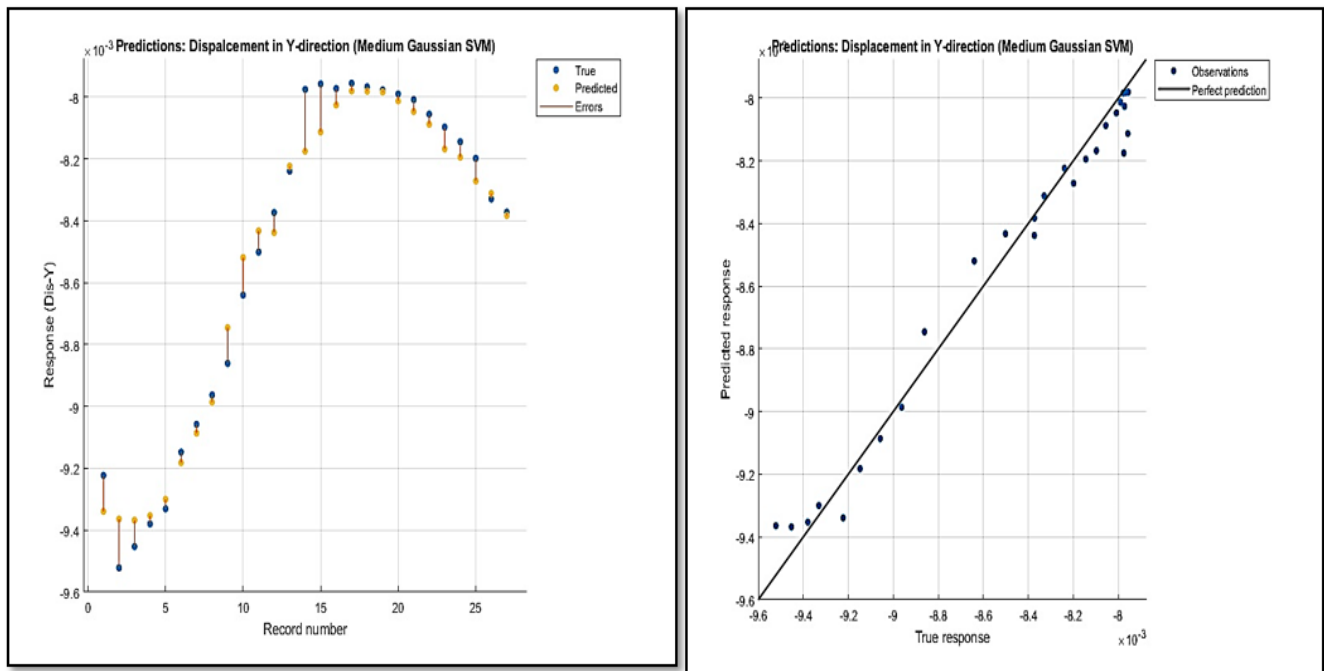 ×10⁻³ Predictions: Dispalcement in Y-direction (Medium Gaussian SVM)
True
Predicted
Errors
-8
-8.2
-8.4
-8.6
-8.8
-9
-9.2
-9.4
-9.6
Response (Dis-Y)
0 5 10 15 20 25
Record number
×10 Predictions: Displacement in Y-direction (Medium Gaussian SVM)
Observations
Perfect prediction
-8
-8.2
-8.4
-8.6
-8.8
-9
-9.2
-9.4
-9.6
Predicted response
-9.6 -9.4 -9.2 -9 -8.8 -8.6 -8.4 -8.2 -8
×10⁻³
True response